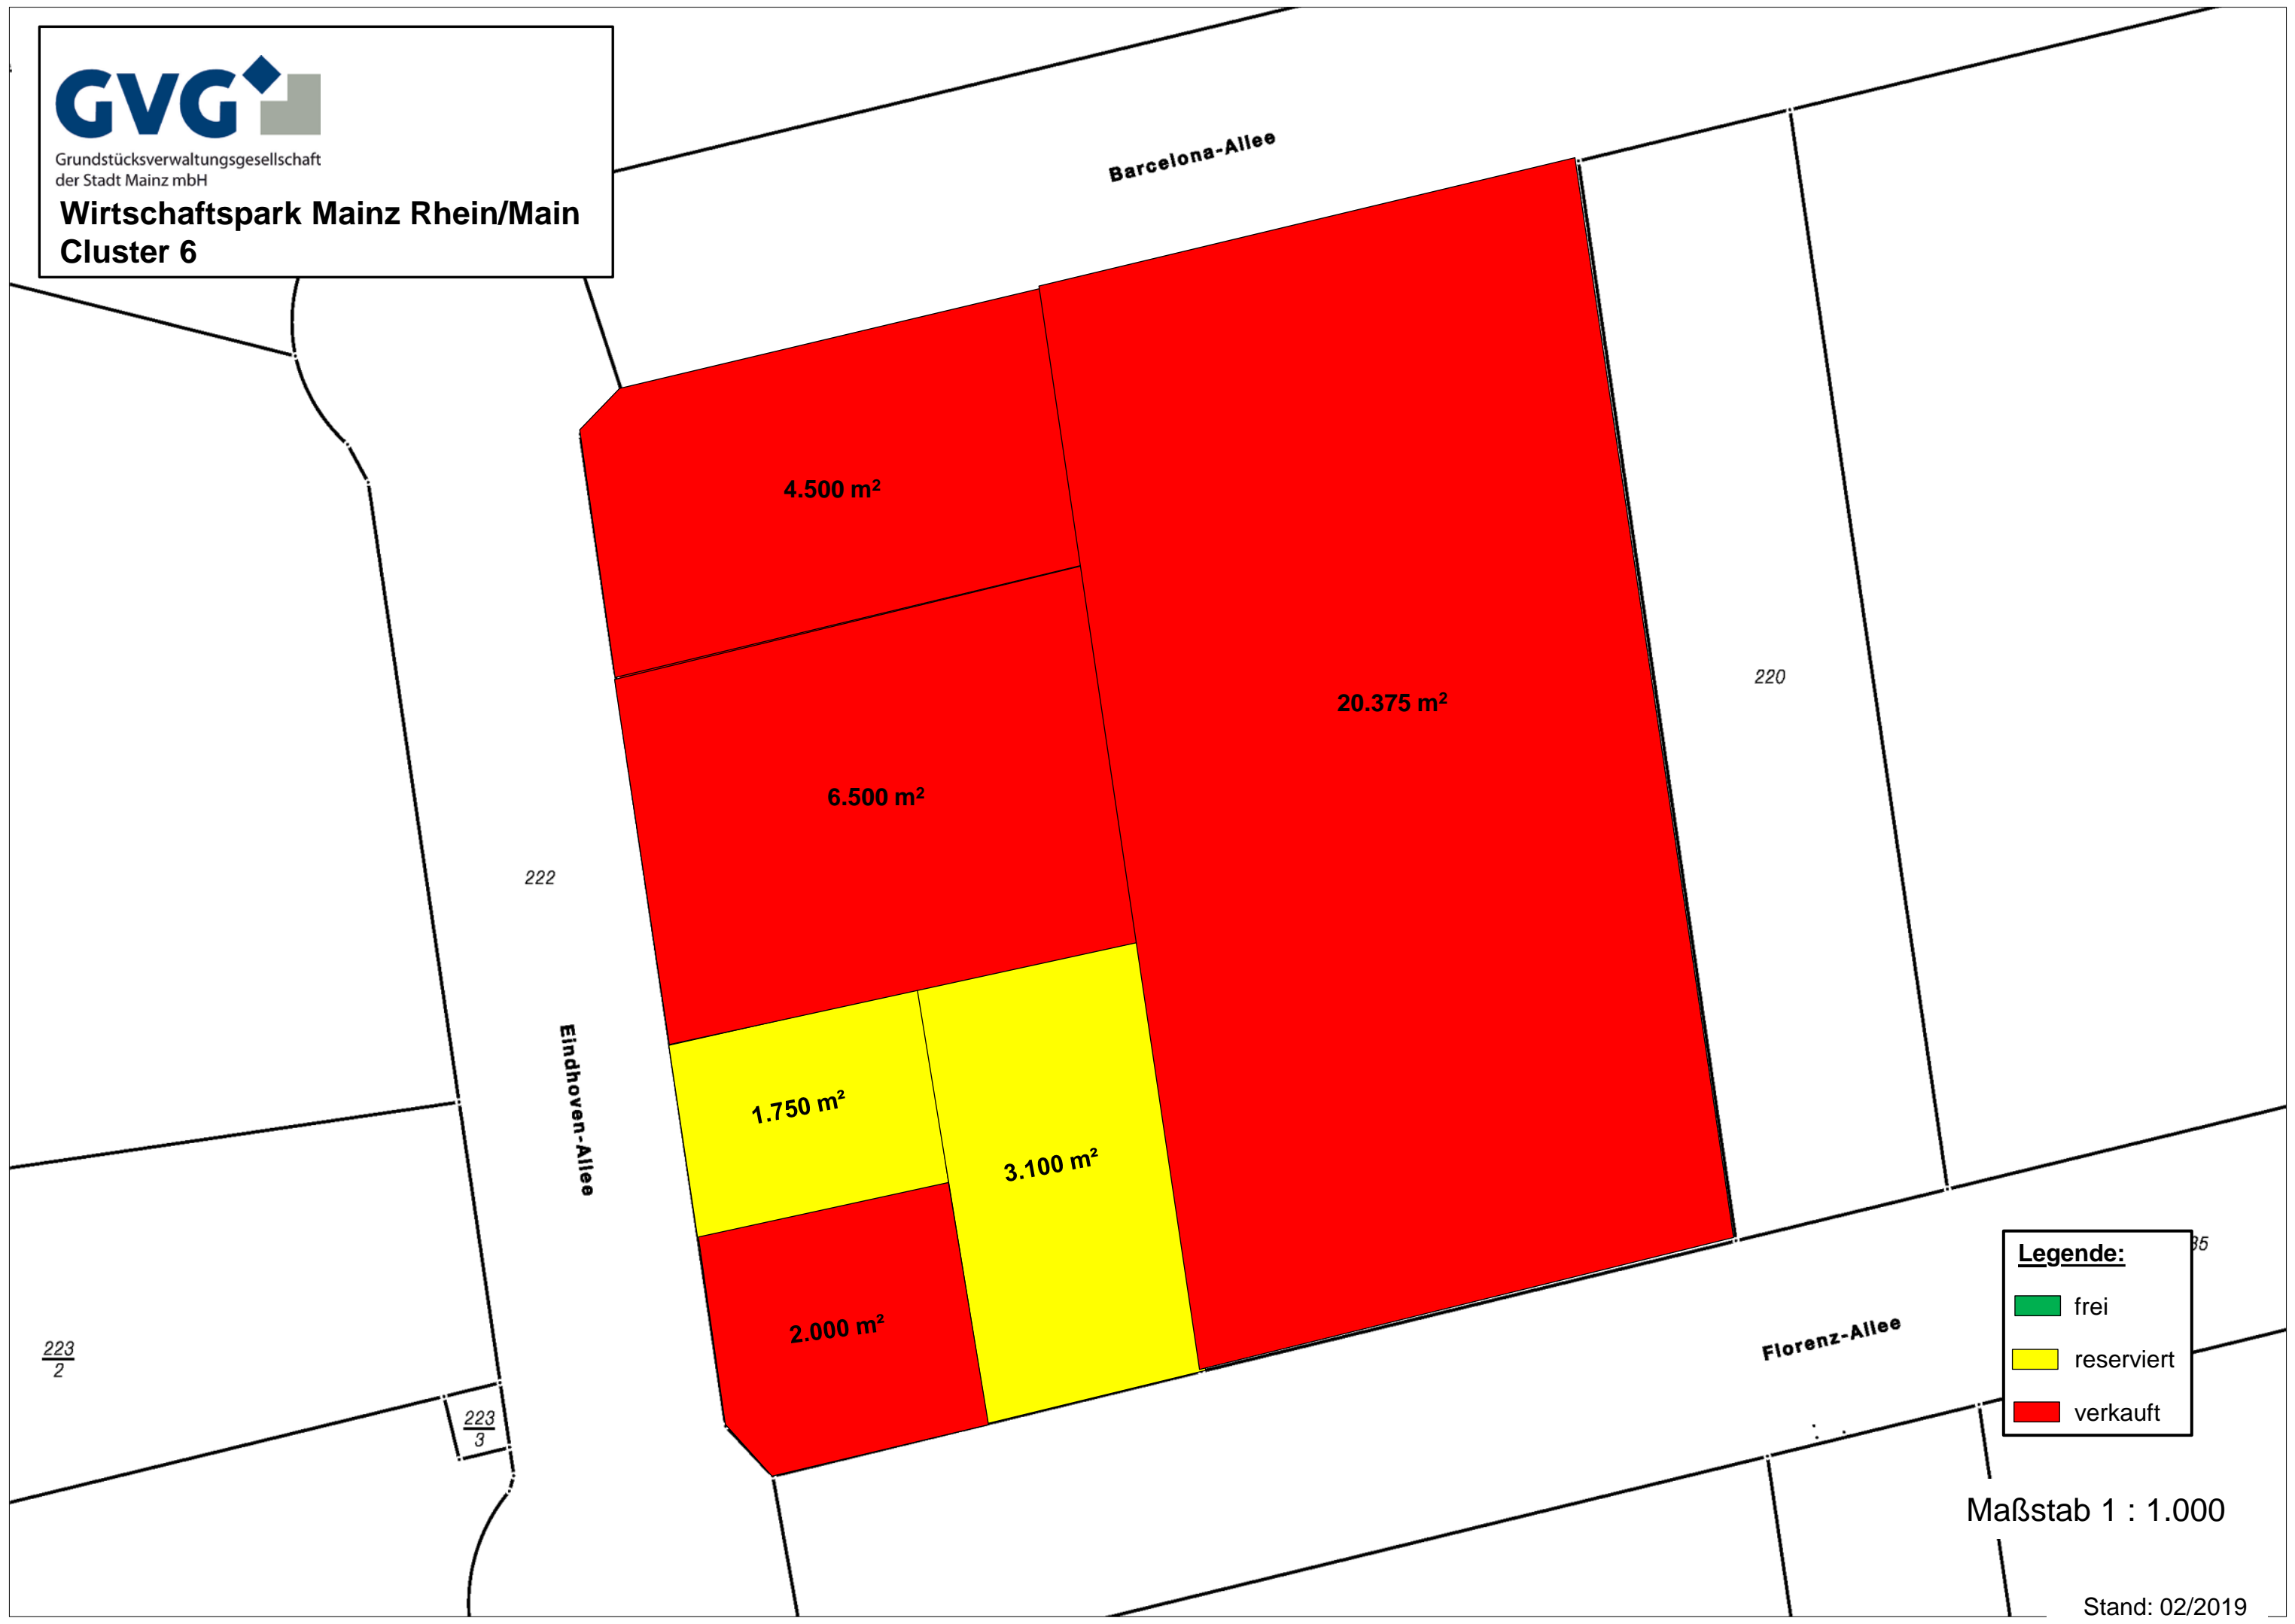 GVG
Grundstücksverwaltungsgesellschaft
der Stadt Mainz mbH
Wirtschaftspark Mainz Rhein/Main
Cluster 6
Barcelona-Allee
4.500 m²
20.375 m²
220
6.500 m²
222
Eindhoven-Allee
1.750 m²
3.100 m²
2.000 m²
223
2
223
3
Florenz-Allee
35
Legende:
frei
reserviert
verkauft
Maßstab 1 : 1.000
Stand: 02/2019